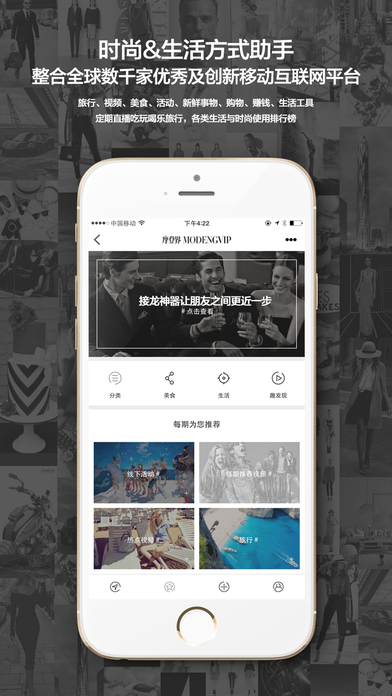 时尚&生活方式助手
整合全球数千家优秀及创新移动互联网平台
旅行、视频、美食、活动、新鲜事物、购物、赚钱、生活工具
定期直播吃玩喝乐旅行，各类生活与时尚使用排行榜
中国移动 下午4:22
摩登界 MODENGVIP
接龙神器让朋友之间更近一步
# 点击查看
分类 美食 生活 趣发现
每期为您推荐
线下活动 # 每期推荐视频 #
热点视频 # 旅行 #